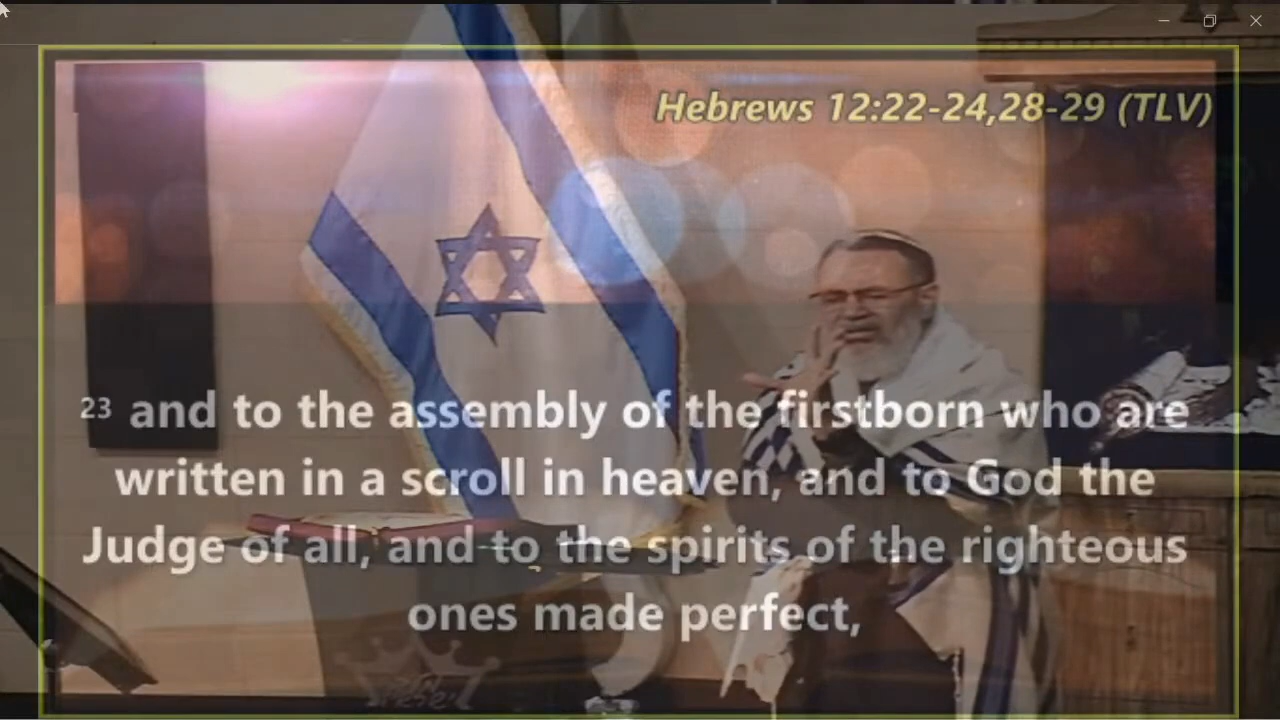 Hebrews 12:22-24,28-29 (TLV)
23 and to the assembly of the firstborn who are
written in a scroll in heaven, and to God the
Judge of all, and to the spirits of the righteous
ones made perfect,